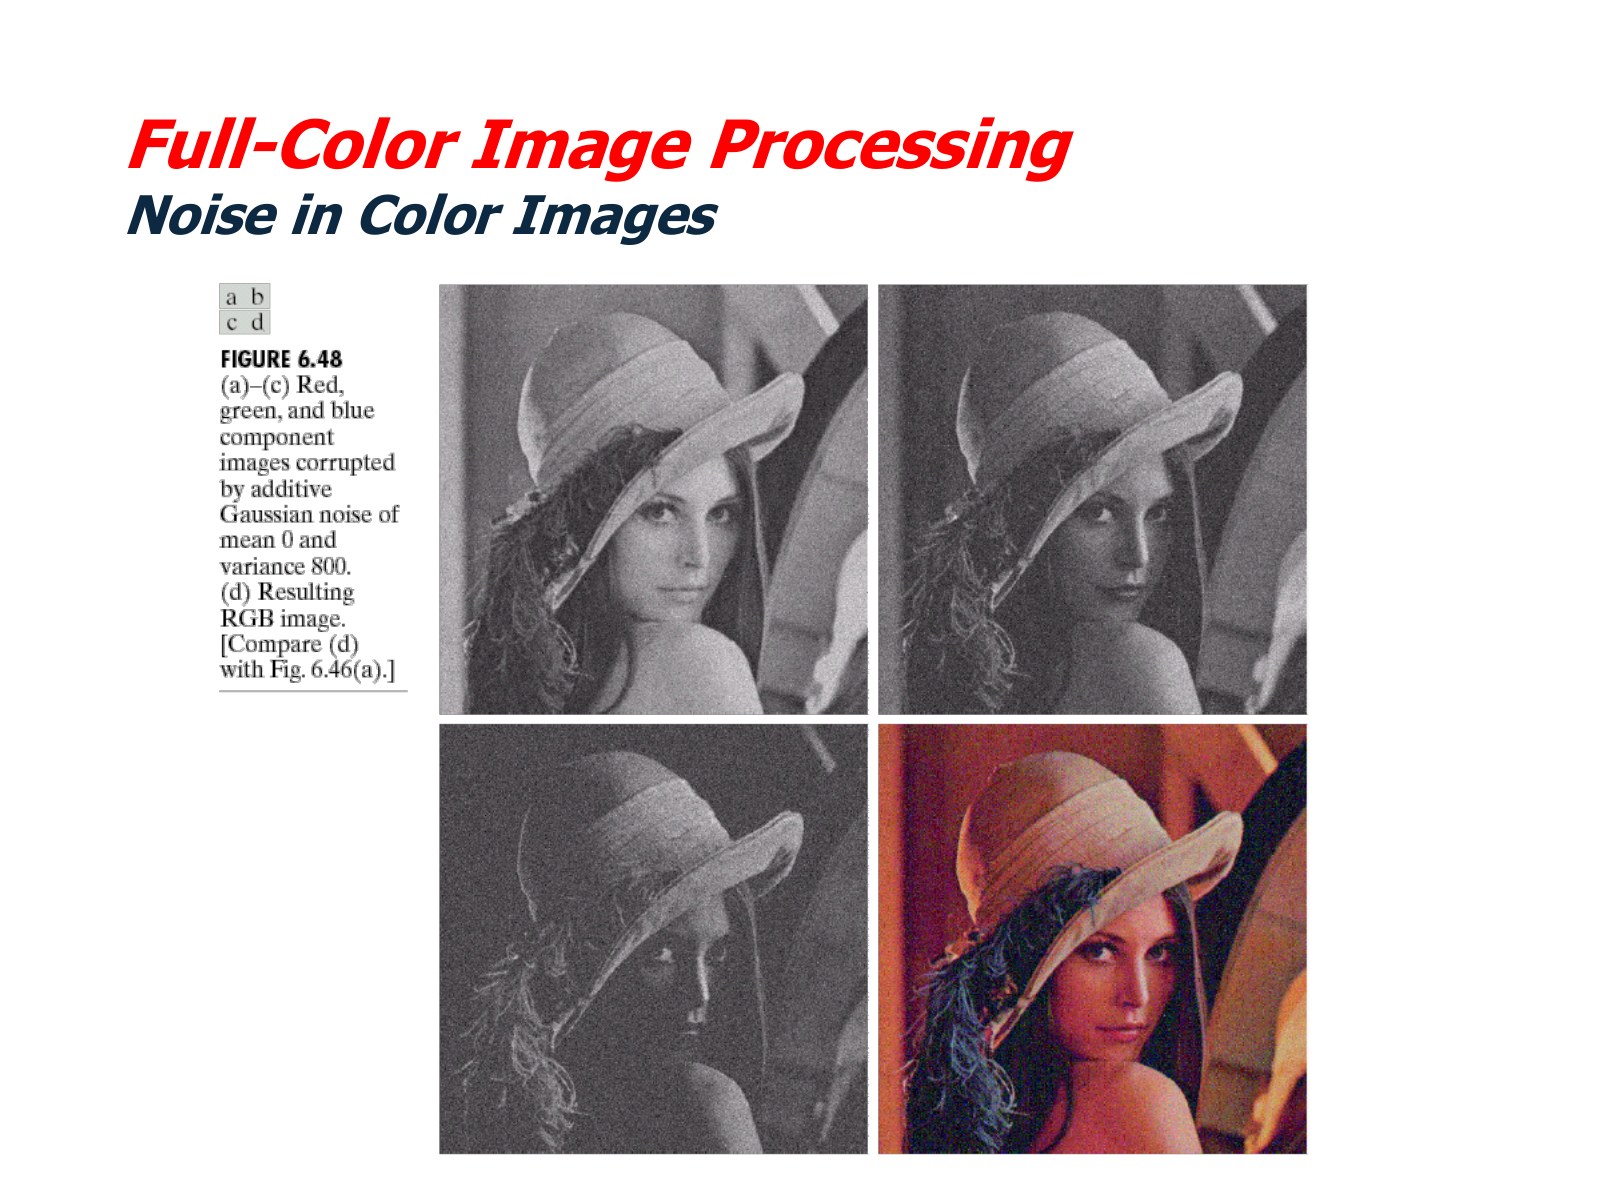 Full-Color Image Processing
Noise in Color Images
a b
c d
FIGURE 6.48
(a)–(c) Red,
green, and blue
component
images corrupted
by additive
Gaussian noise of
mean 0 and
variance 800.
(d) Resulting
RGB image.
[Compare (d)
with Fig. 6.46(a).]